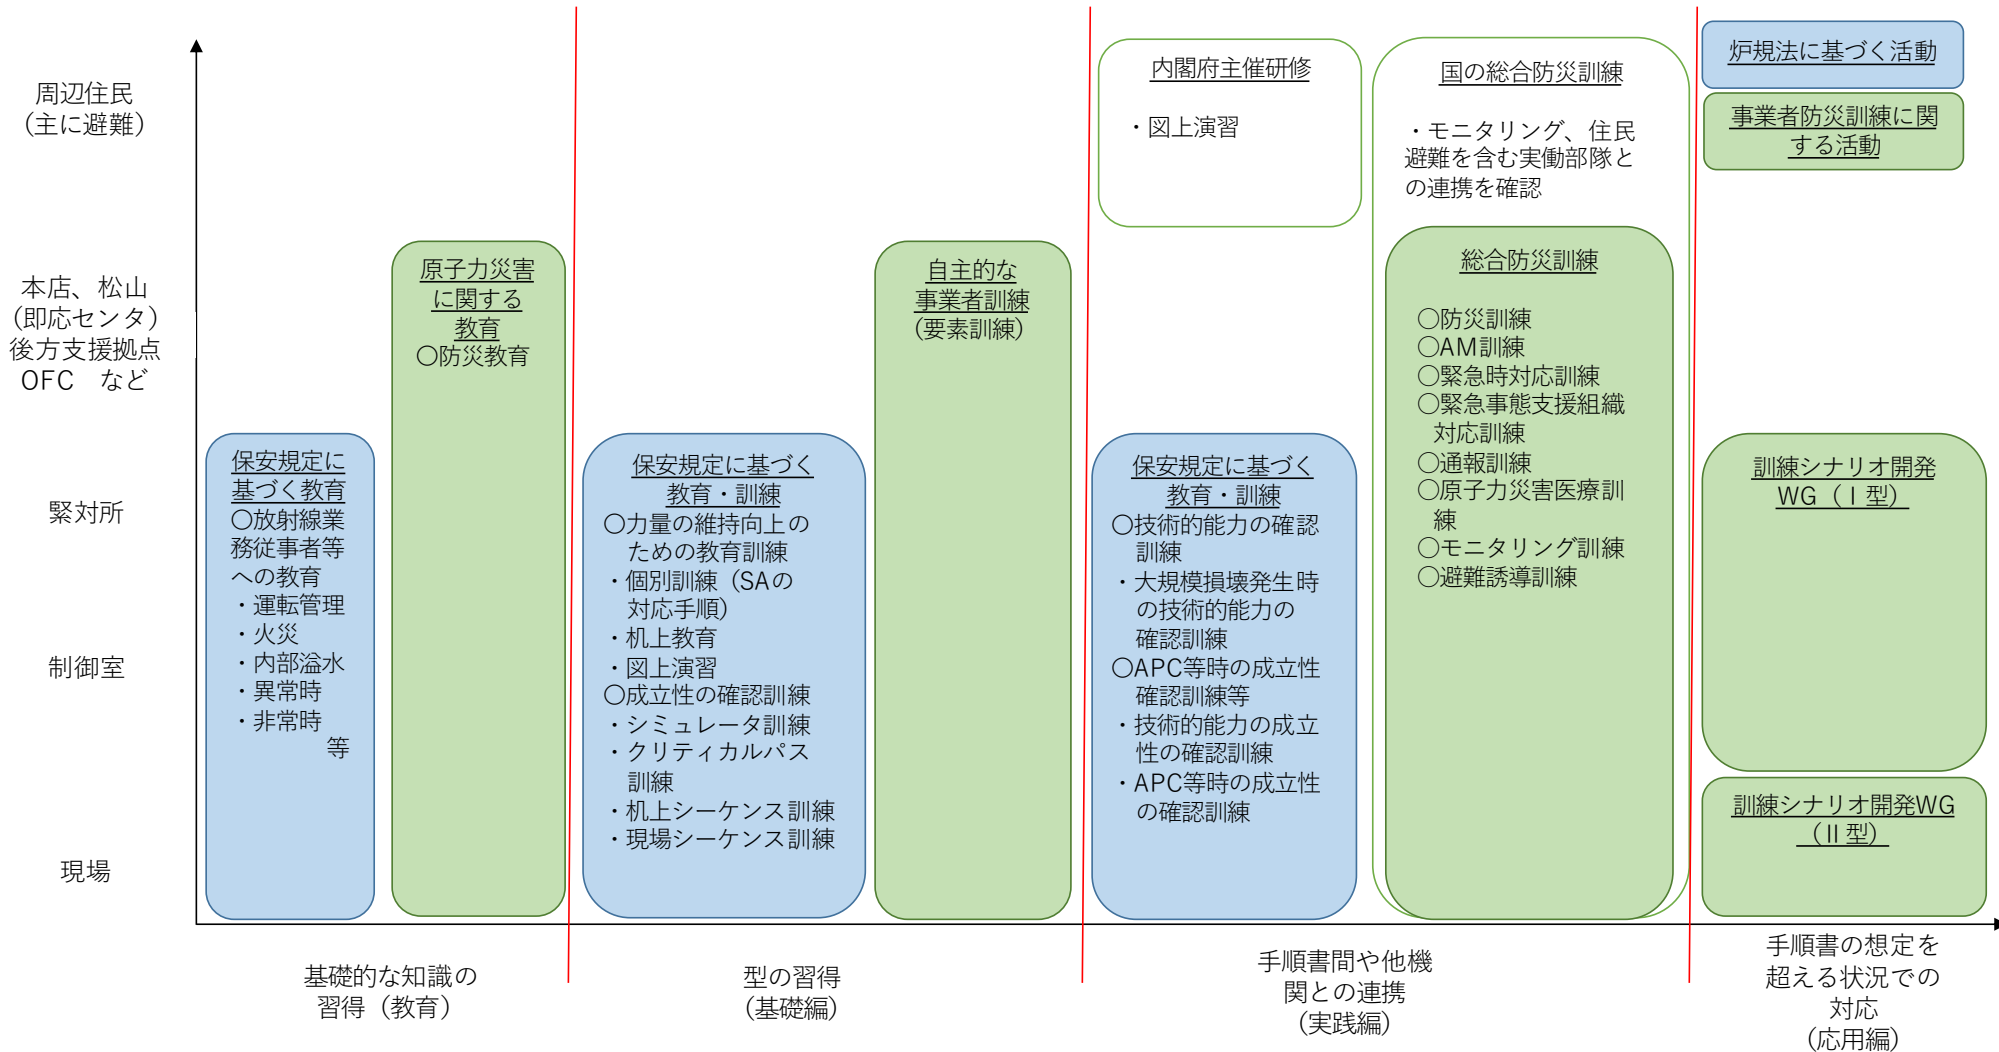 周辺住民
（主に避難）
本店、松山
（即応センタ）
後方支援拠点
OFC　など
緊対所
制御室
現場
保安規定に
基づく教育
○放射線業
務従事者等
への教育
・運転管理
・火災
・内部溢水
・異常時
・非常時
等
原子力災害
に関する
教育
○防災教育
保安規定に基づく
教育・訓練
○力量の維持向上の
ための教育訓練
・個別訓練（SAの
対応手順）
・机上教育
・図上演習
○成立性の確認訓練
・シミュレータ訓練
・クリティカルパス
訓練
・机上シーケンス訓練
・現場シーケンス訓練
自主的な
事業者訓練
（要素訓練）
内閣府主催研修
・図上演習
保安規定に基づく
教育・訓練
○技術的能力の確認
訓練
・大規模損壊発生時
の技術的能力の
確認訓練
○APC等時の成立性
確認訓練等
・技術的能力の成立
性の確認訓練
・APC等時の成立性
の確認訓練
国の総合防災訓練
・モニタリング、住民
避難を含む実働部隊と
の連携を確認
総合防災訓練
○防災訓練
○AM訓練
○緊急時対応訓練
○緊急事態支援組織
対応訓練
○通報訓練
○原子力災害医療訓
練
○モニタリング訓練
○避難誘導訓練
炉規法に基づく活動
事業者防災訓練に関
する活動
訓練シナリオ開発
WG（Ⅰ型）
訓練シナリオ開発WG
（Ⅱ型）
基礎的な知識の
習得（教育）
型の習得
（基礎編）
手順書間や他機
関との連携
（実践編）
手順書の想定を
超える状況での
対応
（応用編）